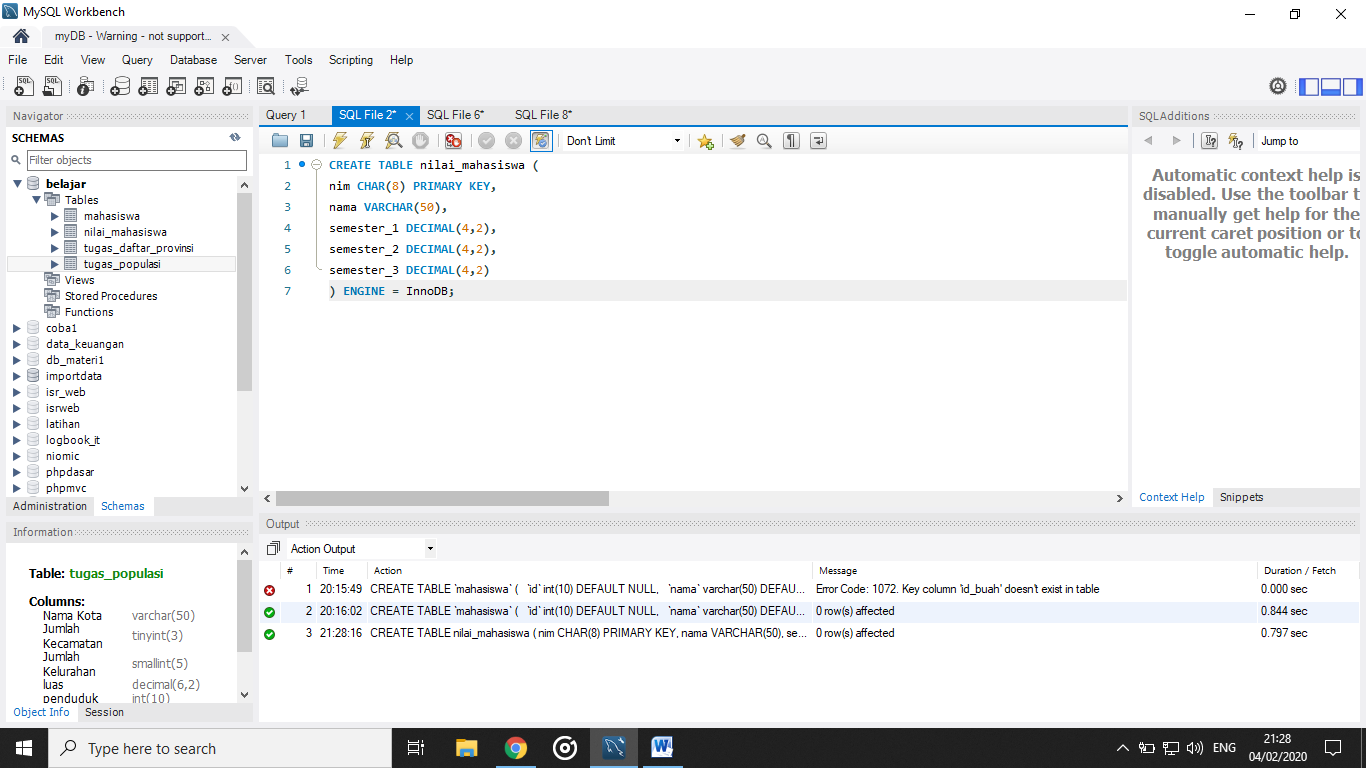 MySQL Workbench
myDB - Warning - not support...
File Edit View Query Database Server Tools Scripting Help
Navigator
SCHEMAS
Filter objects
belajar
Tables
mahasiswa
nilai_mahasiswa
tugas_daftar_provinsi
tugas_populasi
Views
Stored Procedures
Functions
coba1
data_keuangan
db_materi1
importdata
isr_web
isrweb
latihan
logbook_it
niomic
phpdasar
phpmvc
Administration Schemas
Information
Table: tugas_populasi
Columns:
Nama Kota varchar(50)
Jumlah Kecamatan tinyint(3)
Jumlah Kelurahan smallint(5)
luas decimal(6,2)
penduduk int(10)
Object Info Session
Query 1 SQL File 2* SQL File 6* SQL File 8*
Don't Limit
1 CREATE TABLE nilai_mahasiswa (
2 nim CHAR(8) PRIMARY KEY,
3 nama VARCHAR(50),
4 semester_1 DECIMAL(4,2),
5 semester_2 DECIMAL(4,2),
6 semester_3 DECIMAL(4,2)
7 ) ENGINE = InnoDB;
SQLAdditions
Jump to
Automatic context help is
disabled. Use the toolbar t
manually get help for the
current caret position or to
toggle automatic help.
Context Help Snippets
Output
Action Output
# Time Action Message Duration / Fetch
1 20:15:49 CREATE TABLE `mahasiswa` ( `id` int(10) DEFAULT NULL, `nama` varchar(50) DEFAU... Error Code: 1072. Key column 'id_buah' doesn't exist in table 0.000 sec
2 20:16:02 CREATE TABLE `mahasiswa` ( `id` int(10) DEFAULT NULL, `nama` varchar(50) DEFAU... 0 row(s) affected 0.844 sec
3 21:28:16 CREATE TABLE nilai_mahasiswa ( nim CHAR(8) PRIMARY KEY, nama VARCHAR(50), se... 0 row(s) affected 0.797 sec
Type here to search
ENG
21:28
04/02/2020